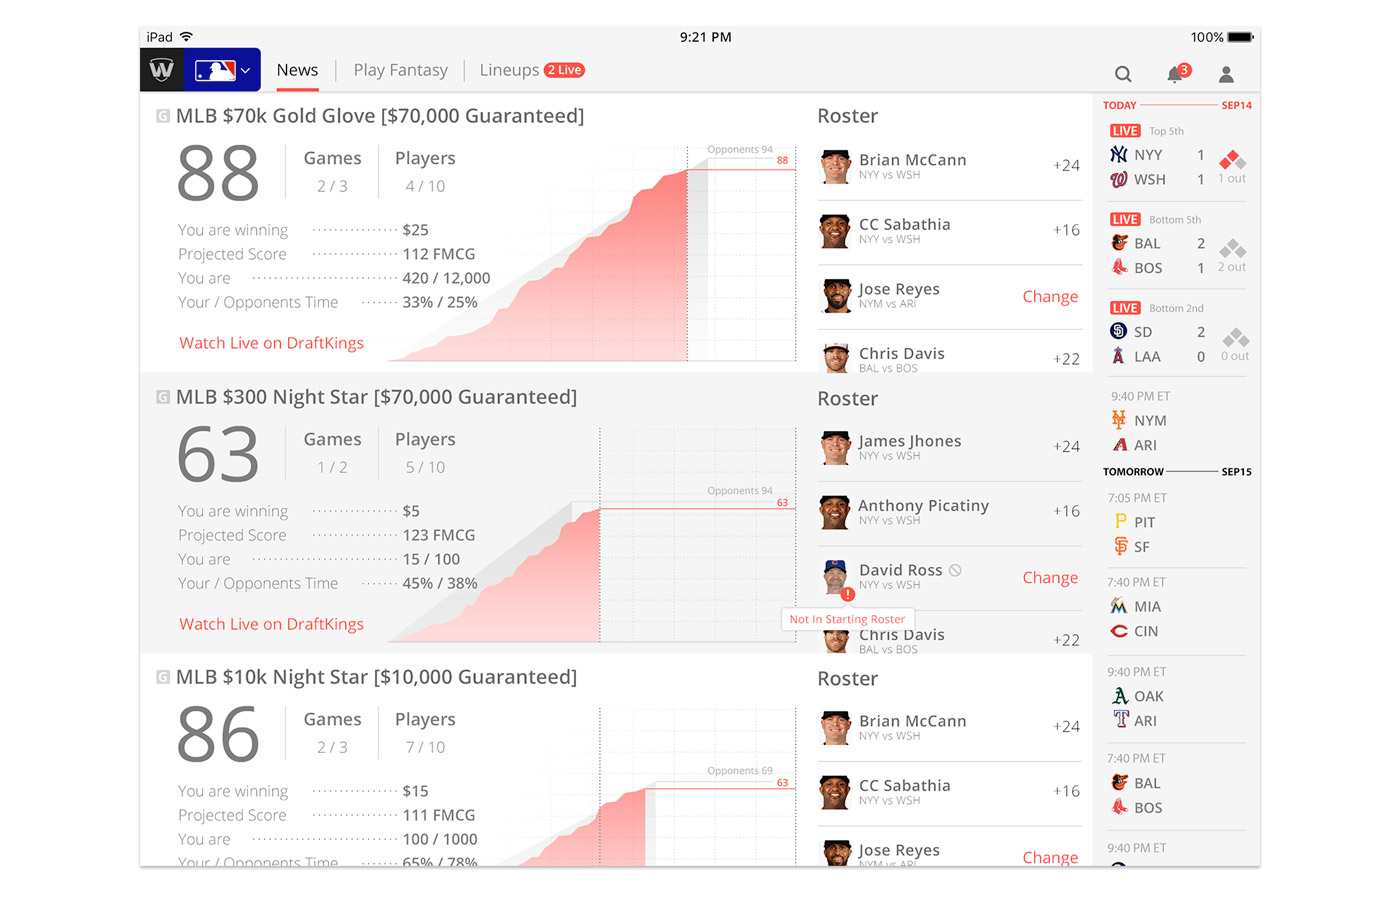 iPad
9:21 PM
100%
W
News
Play Fantasy
Lineups 2 Live
3
G MLB $70k Gold Glove [$70,000 Guaranteed]
88
Games
2 / 3
Players
4 / 10
You are winning $25
Projected Score 112 FMCG
You are 420 / 12,000
Your / Opponents Time 33% / 25%
Watch Live on DraftKings
Opponents 94
88
Roster
Brian McCann
NYY vs WSH
+24
CC Sabathia
NYY vs WSH
+16
Jose Reyes
NYM vs ARI
Change
Chris Davis
BAL vs BOS
+22
G MLB $300 Night Star [$70,000 Guaranteed]
63
Games
1 / 2
Players
5 / 10
You are winning $5
Projected Score 123 FMCG
You are 15 / 100
Your / Opponents Time 45% / 38%
Watch Live on DraftKings
Opponents 94
63
Roster
James Jhones
NYY vs WSH
+24
Anthony Picatiny
NYY vs WSH
+16
David Ross
NYY vs WSH
Change
!
Not In Starting Roster
Chris Davis
BAL vs BOS
+22
G MLB $10k Night Star [$10,000 Guaranteed]
86
Games
2 / 3
Players
7 / 10
You are winning $15
Projected Score 111 FMCG
You are 100 / 1000
Your / Opponents Time 65% / 78%
Opponents 69
63
Roster
Brian McCann
NYY vs WSH
+24
CC Sabathia
NYY vs WSH
+16
Jose Reyes
NYM vs ARI
Change
TODAY SEP14
LIVE Top 5th
NYY 1
WSH 1
1 out
LIVE Bottom 5th
BAL 2
BOS 1
2 out
LIVE Bottom 2nd
SD 2
LAA 0
0 out
9:40 PM ET
NYM
ARI
TOMORROW SEP15
7:05 PM ET
PIT
SF
7:40 PM ET
MIA
CIN
9:40 PM ET
OAK
ARI
7:40 PM ET
BAL
BOS
9:40 PM ET